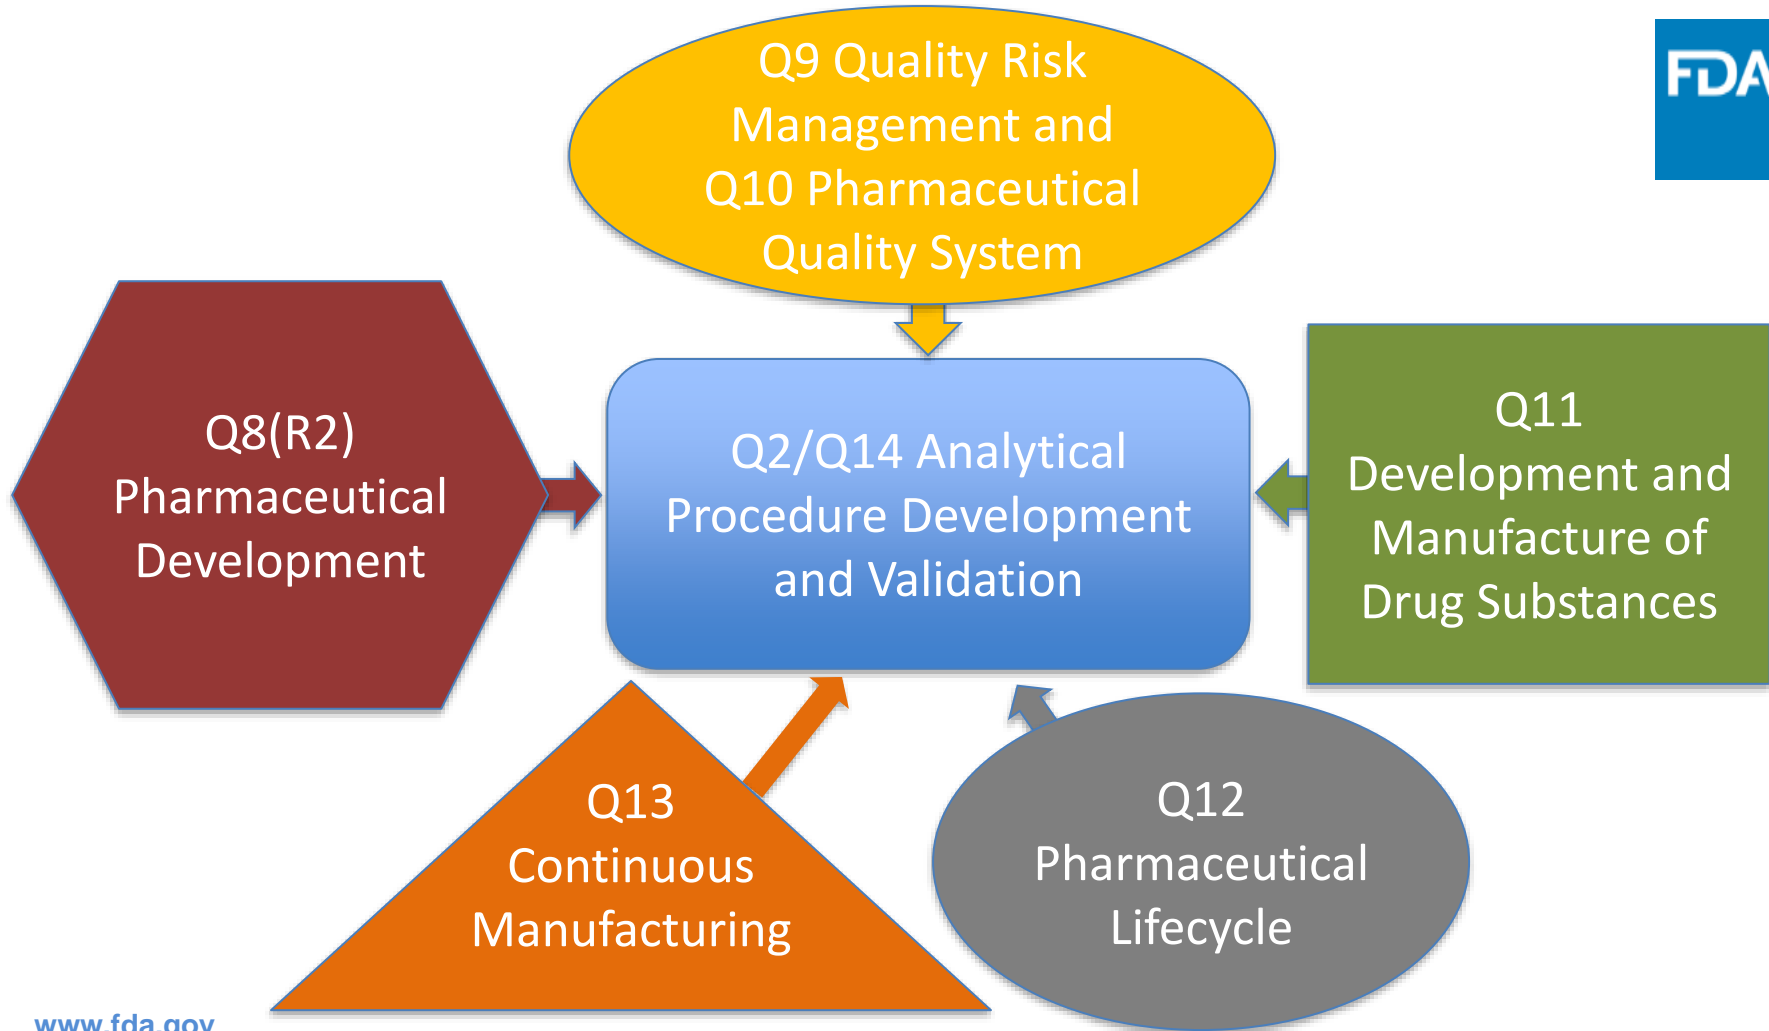 Q9 Quality Risk
Management and
Q10 Pharmaceutical
Quality System
FDA
Q8(R2)
Pharmaceutical
Development
Q2/Q14 Analytical
Procedure Development
and Validation
Q11
Development and
Manufacture of
Drug Substances
Q13
Continuous
Manufacturing
Q12
Pharmaceutical
Lifecycle
www.fda.gov